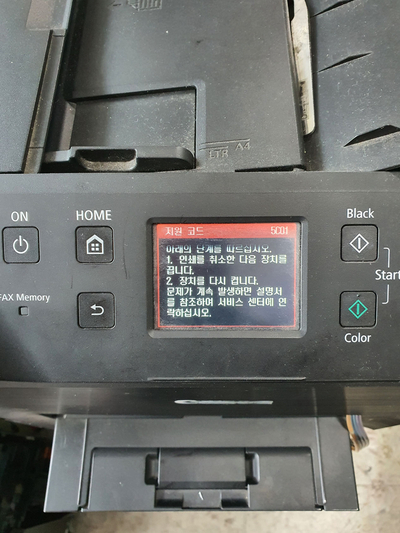 LTR A4
ON
HOME
Black
지원 코드 5C01
아래의 단계를 따르십시오.
1. 인쇄를 취소한 다음 장치를
끕니다.
2. 장치를 다시 켭니다.
문제가 계속 발생하면 설명서
를 참조하여 서비스 센터에 연
락하십시오.
Start
FAX Memory
Color